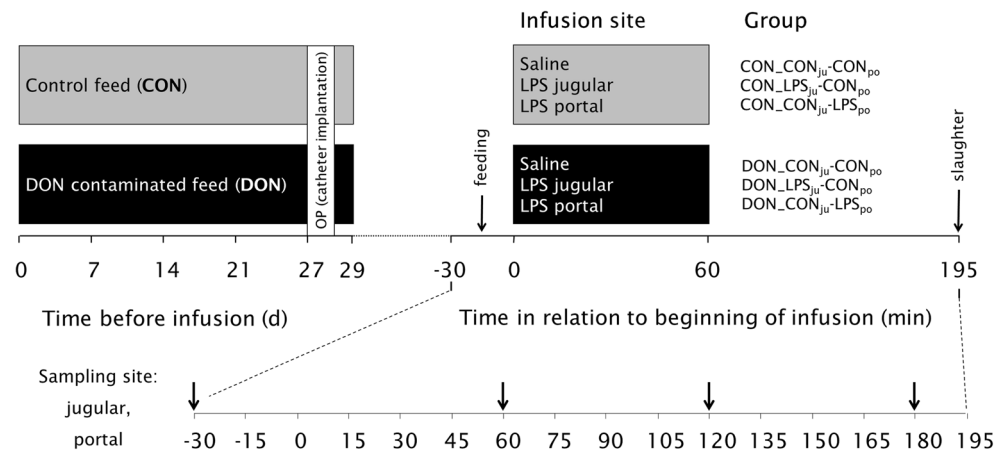 Infusion site
Group
Control feed (CON)
OP (catheter implantation)
Saline
LPS jugular
LPS portal
CON_CONju-CONpo
CON_LPSju-CONpo
CON_CONju-LPSpo
DON contaminated feed (DON)
feeding
Saline
LPS jugular
LPS portal
DON_CONju-CONpo
DON_LPSju-CONpo
DON_CONju-LPSpo
slaughter
0 7 14 21 27 29 -30 0 60 195
Time before infusion (d)
Time in relation to beginning of infusion (min)
Sampling site:
jugular,
portal
-30 -15 0 15 30 45 60 75 90 105 120 135 150 165 180 195